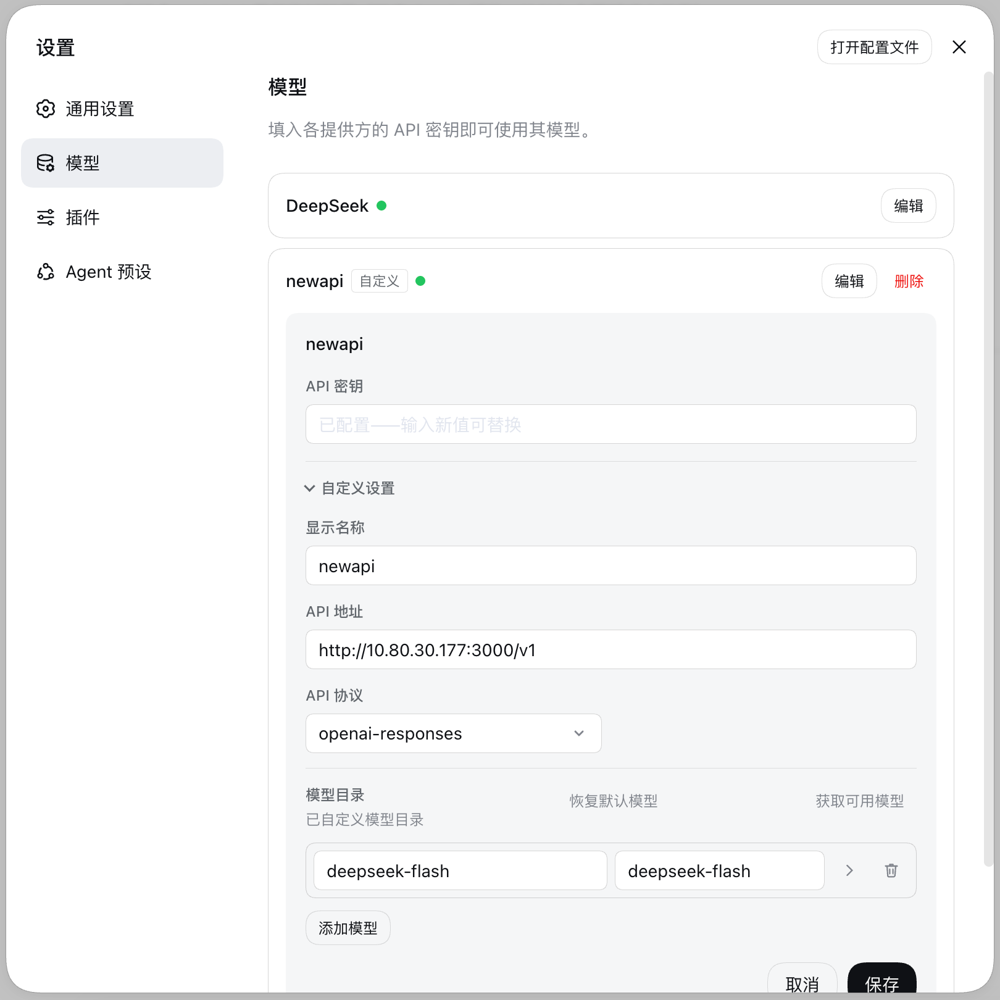 设置
打开配置文件
通用设置
模型
插件
Agent 预设
模型
填入各提供方的 API 密钥即可使用其模型。
DeepSeek
编辑
newapi 自定义
编辑 删除
newapi
API 密钥
已配置——输入新值可替换
自定义设置
显示名称
newapi
API 地址
http://10.80.30.177:3000/v1
API 协议
openai-responses
模型目录
已自定义模型目录
恢复默认模型
获取可用模型
deepseek-flash deepseek-flash
添加模型
取消 保存